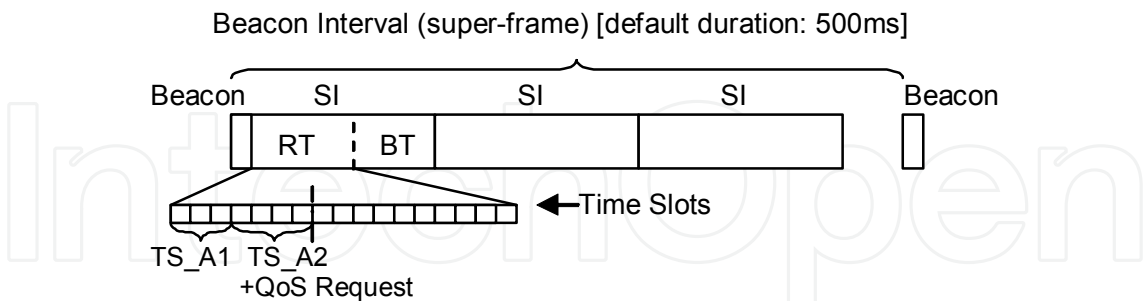 Beacon Interval (super-frame) [default duration: 500ms]
Beacon SI SI SI Beacon
RT BT
Time Slots
TS_A1 TS_A2
+QoS Request
IntechOpen